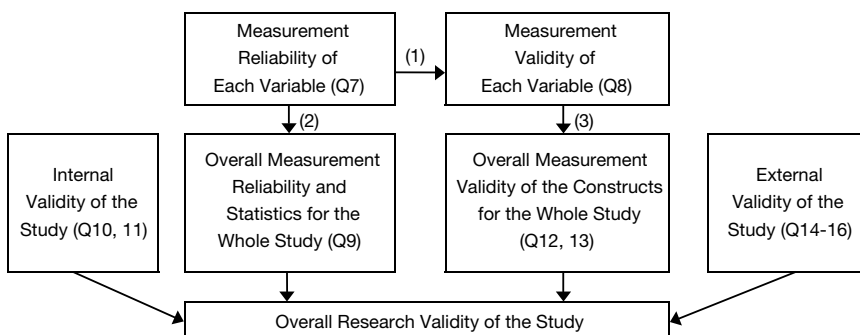 Measurement
Reliability of
Each Variable (Q7)
(1)
Measurement
Validity of
Each Variable (Q8)
(2)
(3)
Internal
Validity of the
Study (Q10, 11)
Overall Measurement
Reliability and
Statistics for the
Whole Study (Q9)
Overall Measurement
Validity of the Constructs
for the Whole Study
(Q12, 13)
External
Validity of the
Study (Q14-16)
Overall Research Validity of the Study